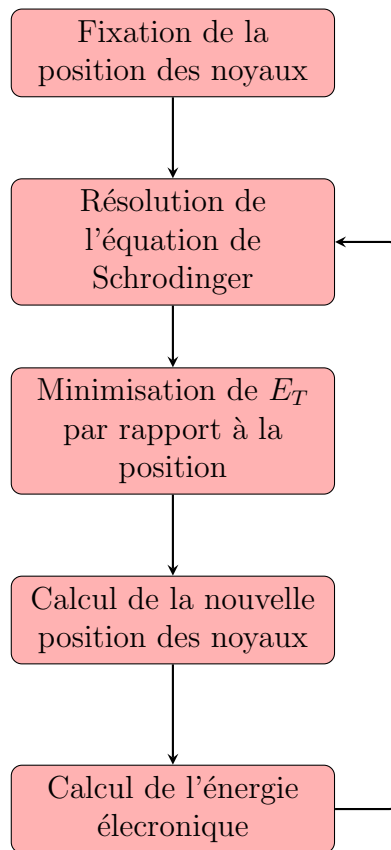 Fixation de la
position des noyaux
Résolution de
l'équation de
Schrodinger
Minimisation de $E_T$
par rapport à la
position
Calcul de la nouvelle
position des noyaux
Calcul de l'énergie
élecronique